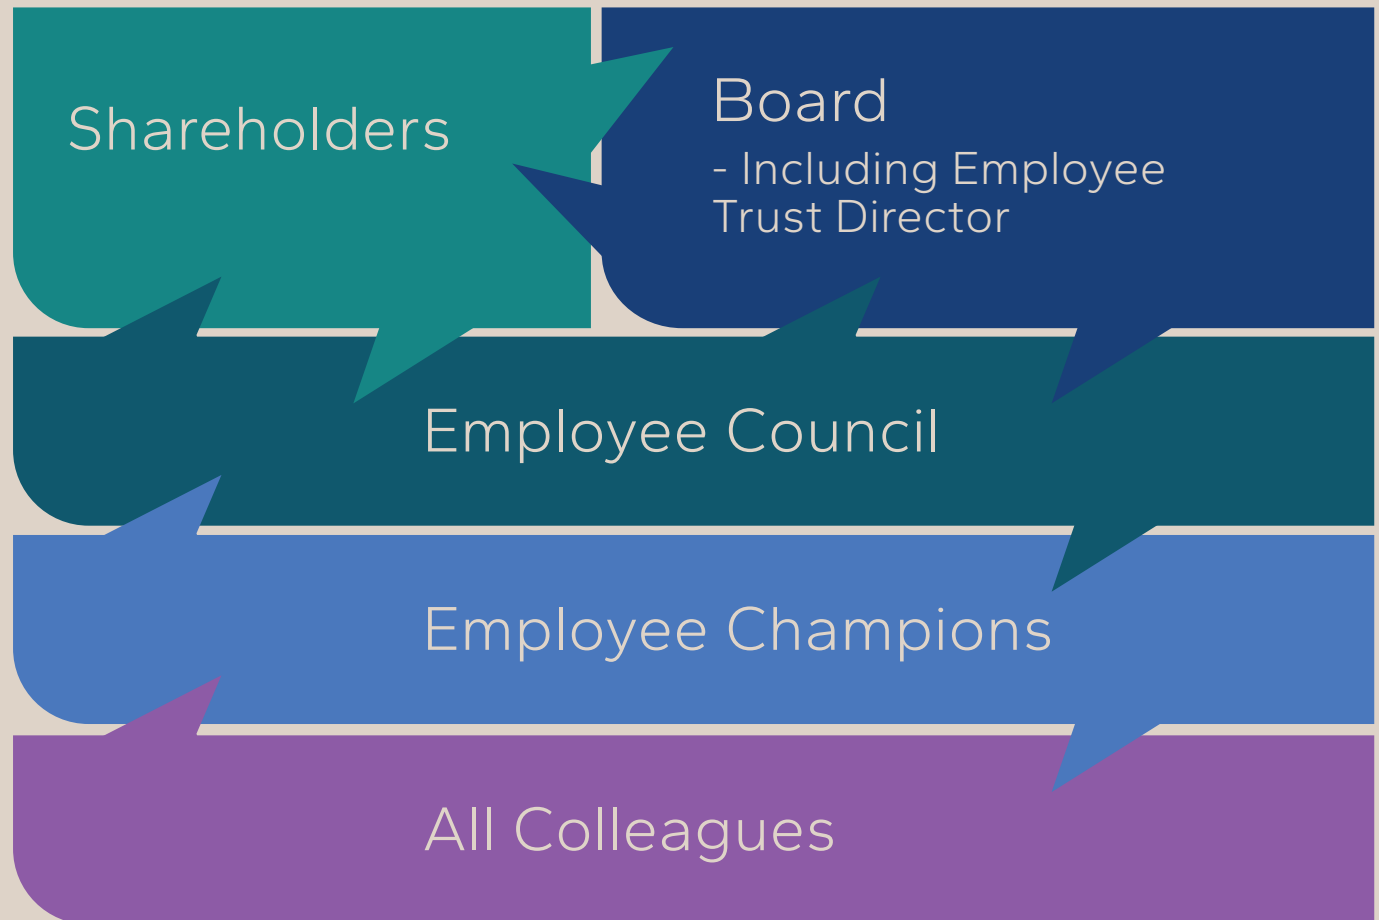 Shareholders
Board
- Including Employee
Trust Director
Employee Council
Employee Champions
All Colleagues